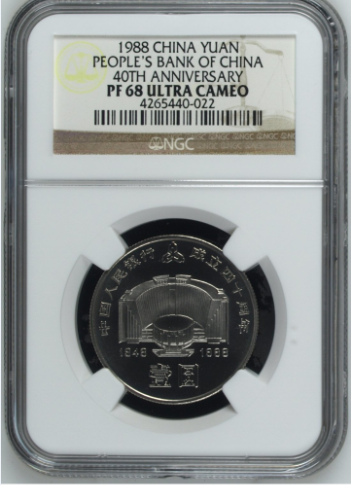 1988 CHINA YUAN
PEOPLE'S BANK OF CHINA
40TH ANNIVERSARY
PF 68 ULTRA CAMEO
4265440-022
NGC
中国人民银行 成立四十周年
1948 1988
壹圆